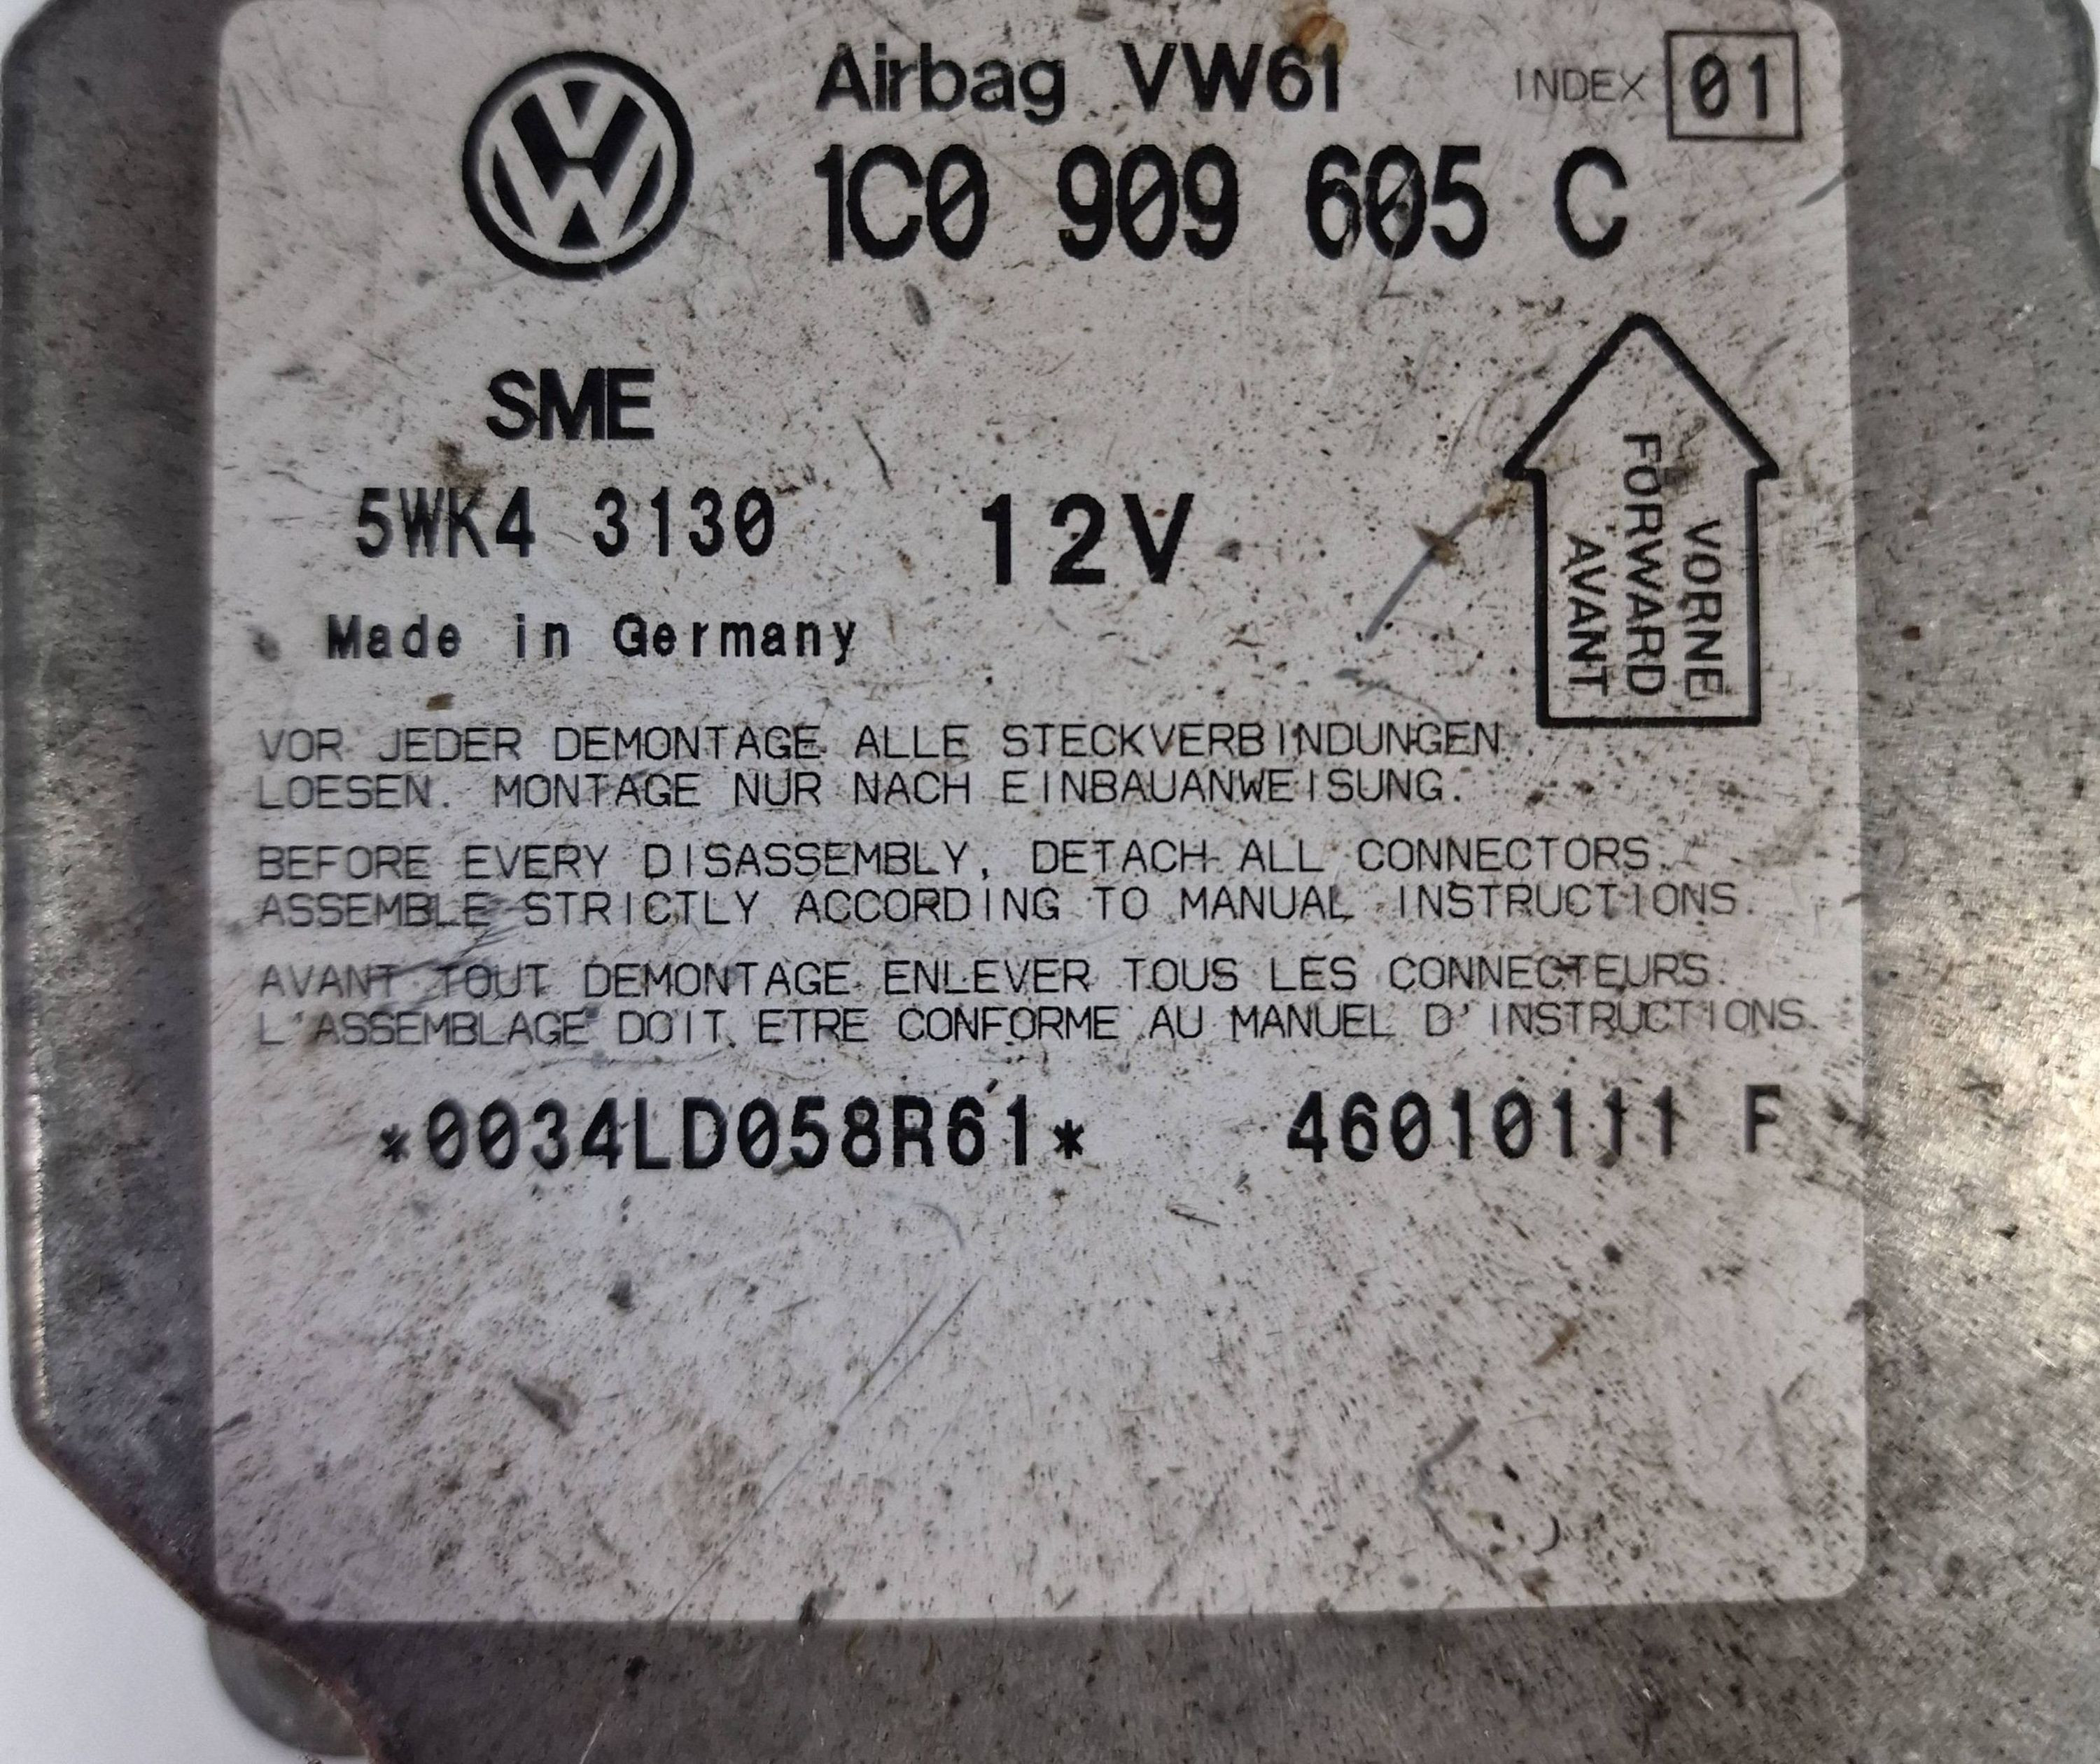 Airbag VW61 INDEX 01
1C0 909 605 C
SME
5WK4 3130 12V
Made in Germany
VORNE
FORWARD
AVANT
VOR JEDER DEMONTAGE ALLE STECKVERBINDUNGEN
LOESEN. MONTAGE NUR NACH EINBAUANWEISUNG.
BEFORE EVERY DISASSEMBLY, DETACH ALL CONNECTORS.
ASSEMBLE STRICTLY ACCORDING TO MANUAL INSTRUCTIONS.
AVANT TOUT DEMONTAGE ENLEVER TOUS LES CONNECTEURS.
L'ASSEMBLAGE DOIT ETRE CONFORME AU MANUEL D'INSTRUCTIONS.
*0034LD058R61* 46010111 F